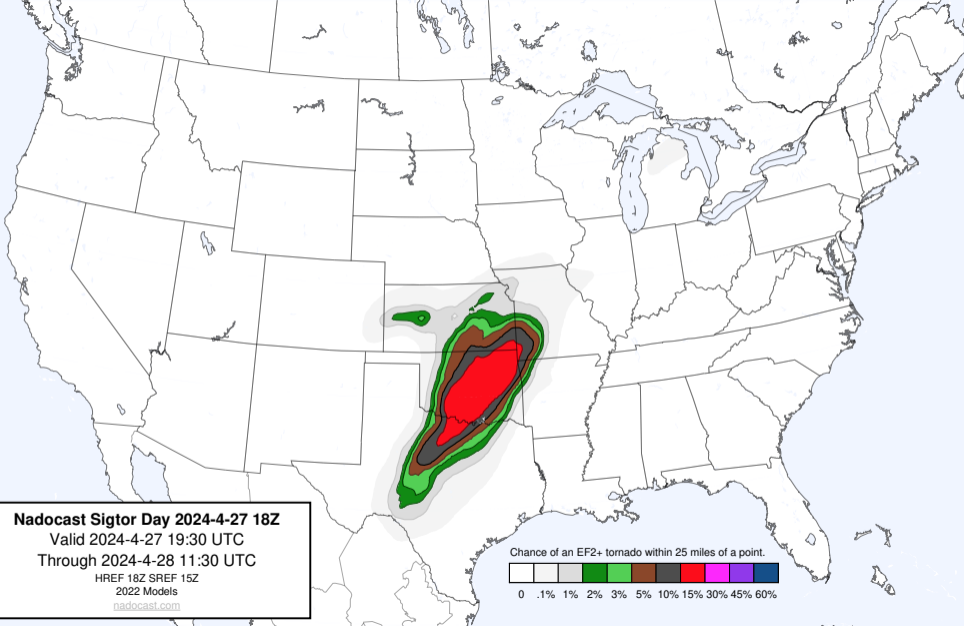 Nadocast Sigtor Day 2024-4-27 18Z
Valid 2024-4-27 19:30 UTC
Through 2024-4-28 11:30 UTC
HREF 18Z SREF 15Z
2022 Models
nadocast.com
Chance of an EF2+ tornado within 25 miles of a point.
0 .1% 1% 2% 3% 5% 10% 15% 30% 45% 60%